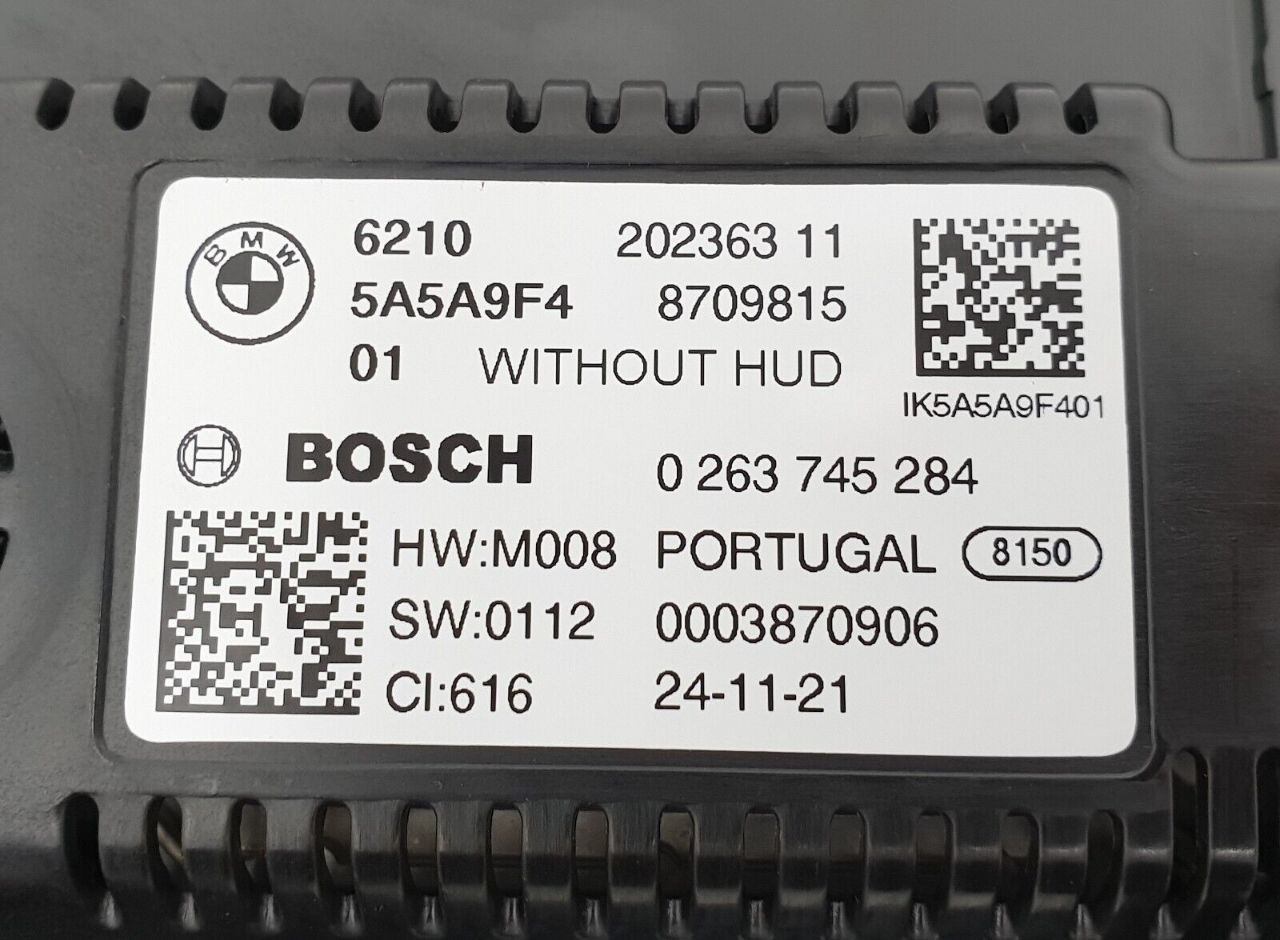 BMW
6210 202363 11
5A5A9F4 8709815
01 WITHOUT HUD
IK5A5A9F401
BOSCH 0 263 745 284
HW:M008 PORTUGAL 8150
SW:0112 0003870906
CI:616 24-11-21